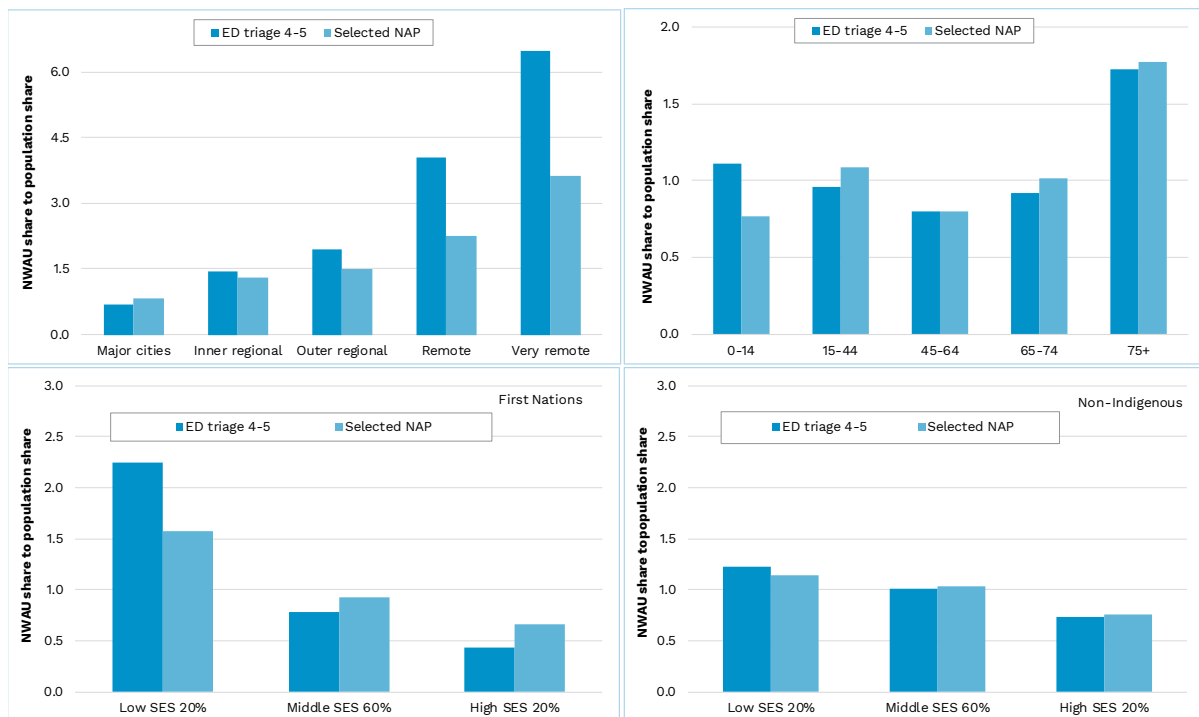 ED triage 4-5 Selected NAP
NWAU share to population share
6.0
4.5
3.0
1.5
0.0
Major cities Inner regional Outer regional Remote Very remote
ED triage 4-5 Selected NAP
NWAU share to population share
2.0
1.5
1.0
0.5
0.0
0-14 15-44 45-64 65-74 75+
First Nations
ED triage 4-5 Selected NAP
NWAU share to population share
3.0
2.5
2.0
1.5
1.0
0.5
0.0
Low SES 20% Middle SES 60% High SES 20%
Non-Indigenous
ED triage 4-5 Selected NAP
NWAU share topopulation share
3.0
2.5
2.0
1.5
1.0
0.5
0.0
Low SES 20% Middle SES 60% High SES 20%